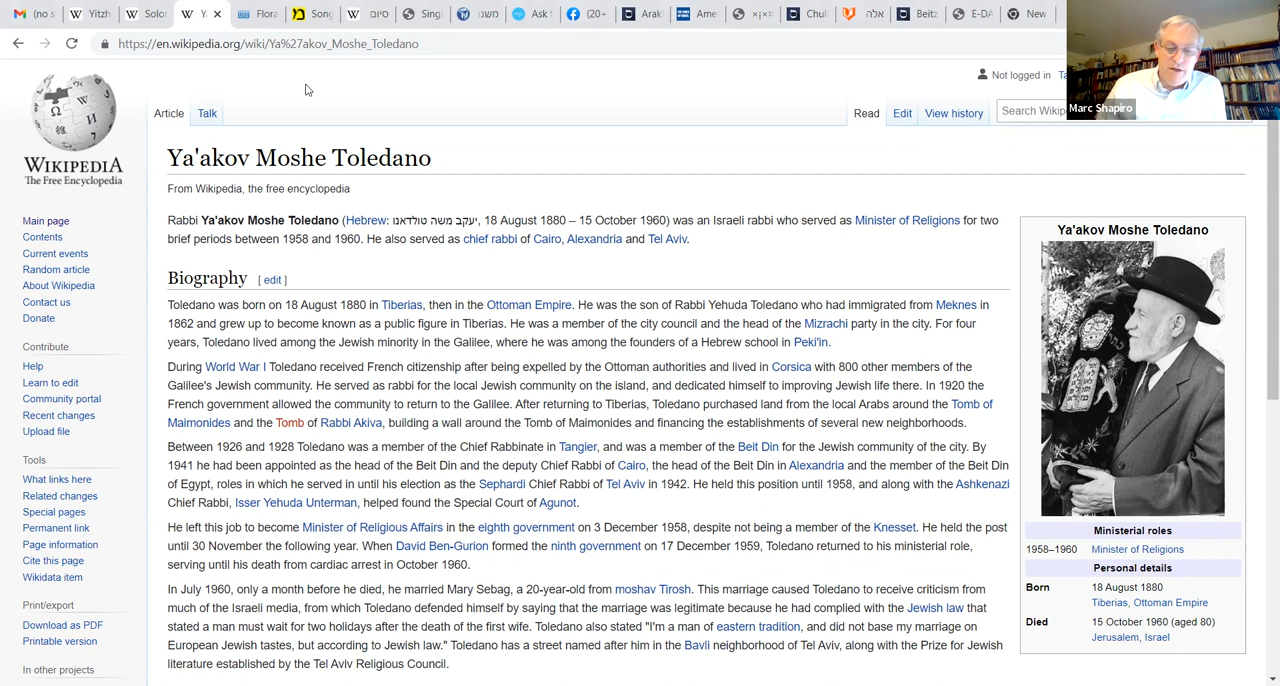 (no s
Yitzh
Solo
Ya
Flora
Song
סיום
Singl
משנו
Ask t
(20+
Arak
Ame
Chul
אלה
Beitz
E-DA
New
https://en.wikipedia.org/wiki/Ya%27akov_Moshe_Toledano
Marc Shapiro
Not logged in Ta
Article Talk Read Edit View history Search Wikip
WIKIPEDIA
The Free Encyclopedia
Main page
Contents
Current events
Random article
About Wikipedia
Contact us
Donate
Contribute
Help
Learn to edit
Community portal
Recent changes
Upload file
Tools
What links here
Related changes
Special pages
Permanent link
Page information
Cite this page
Wikidata item
Print/export
Download as PDF
Printable version
In other projects
Ya'akov Moshe Toledano
From Wikipedia, the free encyclopedia
Rabbi Ya'akov Moshe Toledano (Hebrew: יעקב משה טולדאנו, 18 August 1880 – 15 October 1960) was an Israeli rabbi who served as Minister of Religions for two
brief periods between 1958 and 1960. He also served as chief rabbi of Cairo, Alexandria and Tel Aviv.
Biography [ edit ]
Toledano was born on 18 August 1880 in Tiberias, then in the Ottoman Empire. He was the son of Rabbi Yehuda Toledano who had immigrated from Meknes in
1862 and grew up to become known as a public figure in Tiberias. He was a member of the city council and the head of the Mizrachi party in the city. For four
years, Toledano lived among the Jewish minority in the Galilee, where he was among the founders of a Hebrew school in Peki'in.
During World War I Toledano received French citizenship after being expelled by the Ottoman authorities and lived in Corsica with 800 other members of the
Galilee's Jewish community. He served as rabbi for the local Jewish community on the island, and dedicated himself to improving Jewish life there. In 1920 the
French government allowed the community to return to the Galilee. After returning to Tiberias, Toledano purchased land from the local Arabs around the Tomb of
Maimonides and the Tomb of Rabbi Akiva, building a wall around the Tomb of Maimonides and financing the establishments of several new neighborhoods.
Between 1926 and 1928 Toledano was a member of the Chief Rabbinate in Tangier, and was a member of the Beit Din for the Jewish community of the city. By
1941 he had been appointed as the head of the Beit Din and the deputy Chief Rabbi of Cairo, the head of the Beit Din in Alexandria and the member of the Beit Din
of Egypt, roles in which he served in until his election as the Sephardi Chief Rabbi of Tel Aviv in 1942. He held this position until 1958, and along with the Ashkenazi
Chief Rabbi, Isser Yehuda Unterman, helped found the Special Court of Agunot.
He left this job to become Minister of Religious Affairs in the eighth government on 3 December 1958, despite not being a member of the Knesset. He held the post
until 30 November the following year. When David Ben-Gurion formed the ninth government on 17 December 1959, Toledano returned to his ministerial role,
serving until his death from cardiac arrest in October 1960.
In July 1960, only a month before he died, he married Mary Sebag, a 20-year-old from moshav Tirosh. This marriage caused Toledano to receive criticism from
much of the Israeli media, from which Toledano defended himself by saying that the marriage was legitimate because he had complied with the Jewish law that
stated a man must wait for two holidays after the death of the first wife. Toledano also stated "I'm a man of eastern tradition, and did not base my marriage on
European Jewish tastes, but according to Jewish law." Toledano has a street named after him in the Bavli neighborhood of Tel Aviv, along with the Prize for Jewish
literature established by the Tel Aviv Religious Council.
Ya'akov Moshe Toledano
Ministerial roles
1958–1960 Minister of Religions
Personal details
Born 18 August 1880
Tiberias, Ottoman Empire
Died 15 October 1960 (aged 80)
Jerusalem, Israel